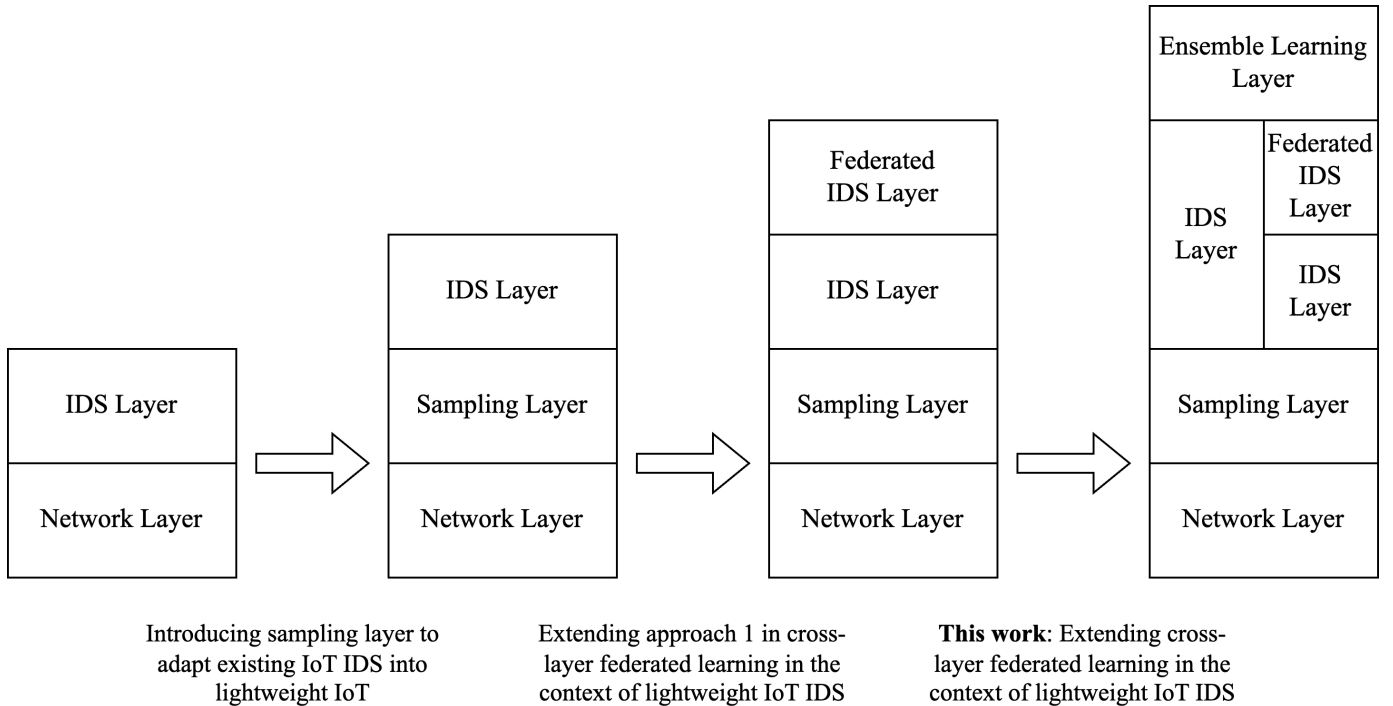 IDS Layer
Network Layer
IDS Layer
Sampling Layer
Network Layer
Federated
IDS Layer
IDS Layer
Sampling Layer
Network Layer
Ensemble Learning
Layer
IDS
Layer
Federated
IDS
Layer
IDS
Layer
Sampling Layer
Network Layer
Introducing sampling layer to
adapt existing IoT IDS into
lightweight IoT
Extending approach 1 in cross-
layer federated learning in the
context of lightweight IoT IDS
This work: Extending cross-
layer federated learning in the
context of lightweight IoT IDS